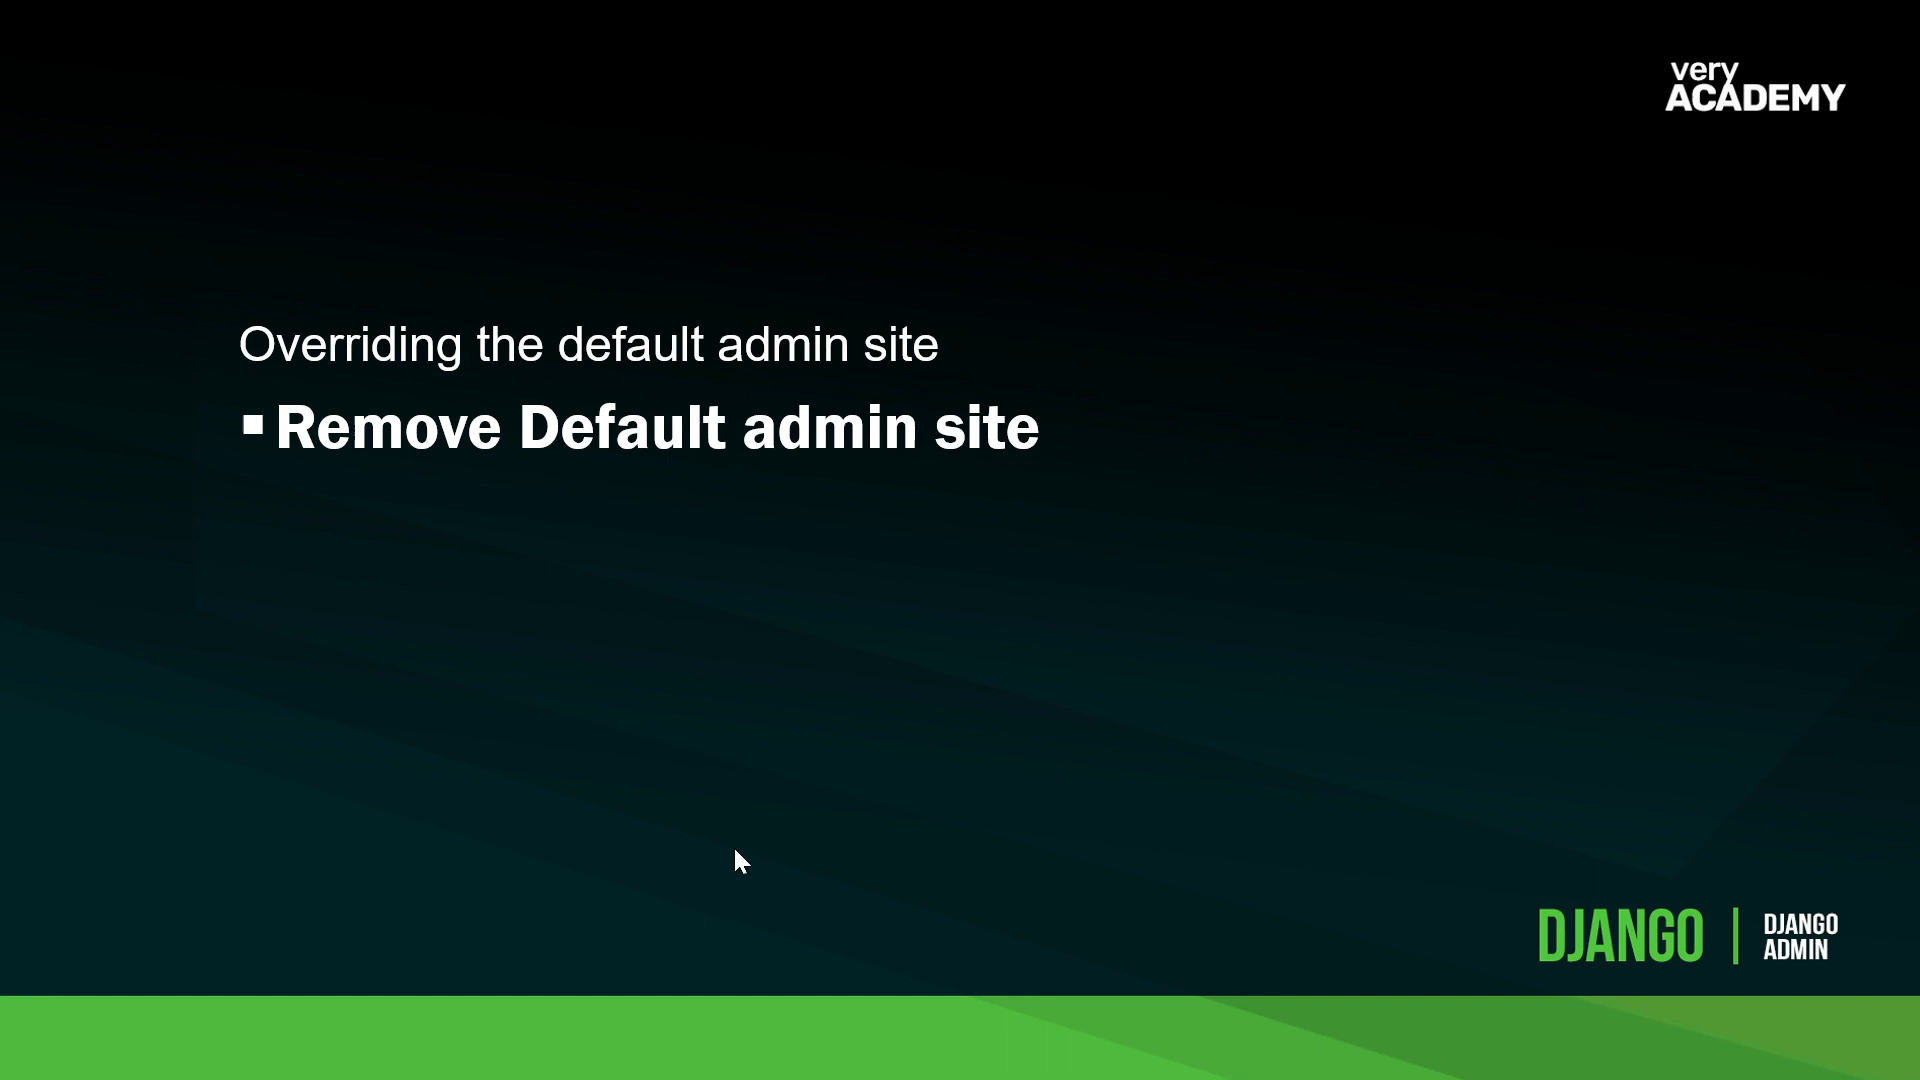 very
ACADEMY
Overriding the default admin site
▪ Remove Default admin site
DJANGO | DJANGO
ADMIN